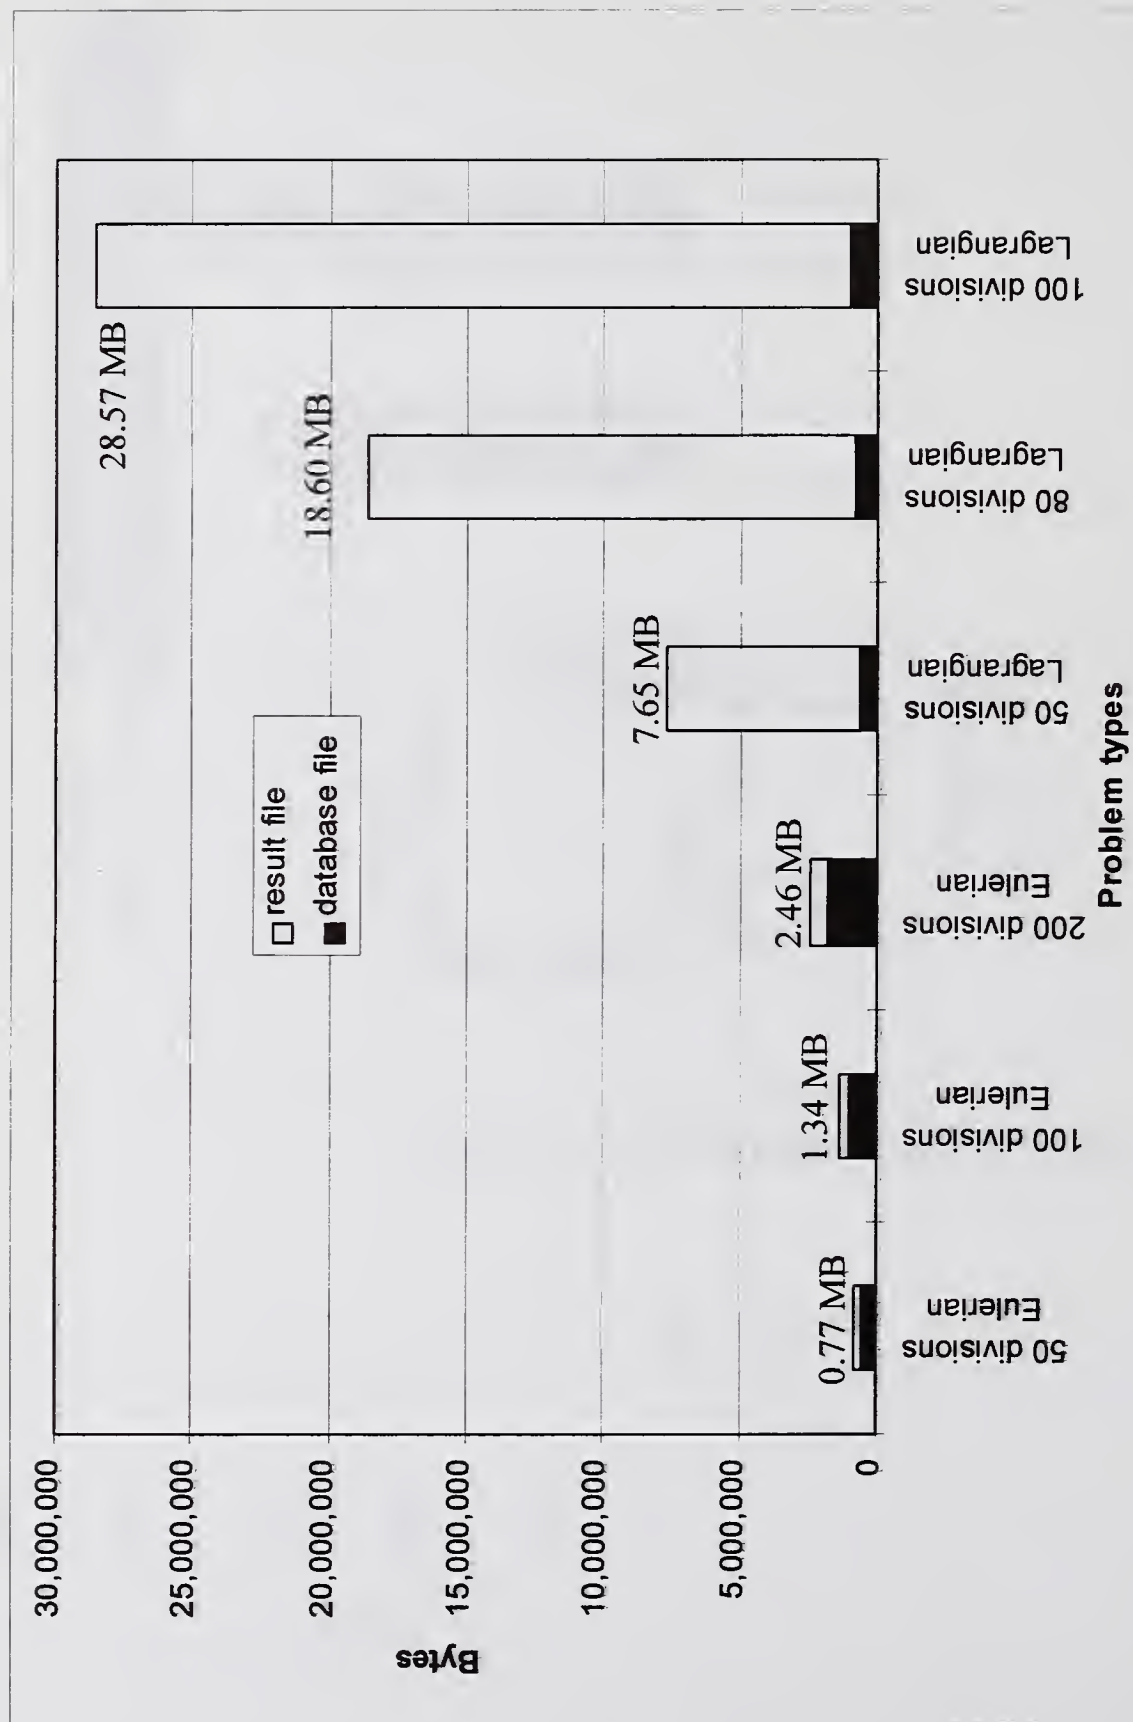 30,000,000
25,000,000
20,000,000
15,000,000
10,000,000
5,000,000
0
Bytes
result file
database file
0.77 MB
1.34 MB
2.46 MB
7.65 MB
18.60 MB
28.57 MB
50 divisions
Eulerian
100 divisions
Eulerian
200 divisions
Eulerian
50 divisions
Lagrangian
80 divisions
Lagrangian
100 divisions
Lagrangian
Problem types